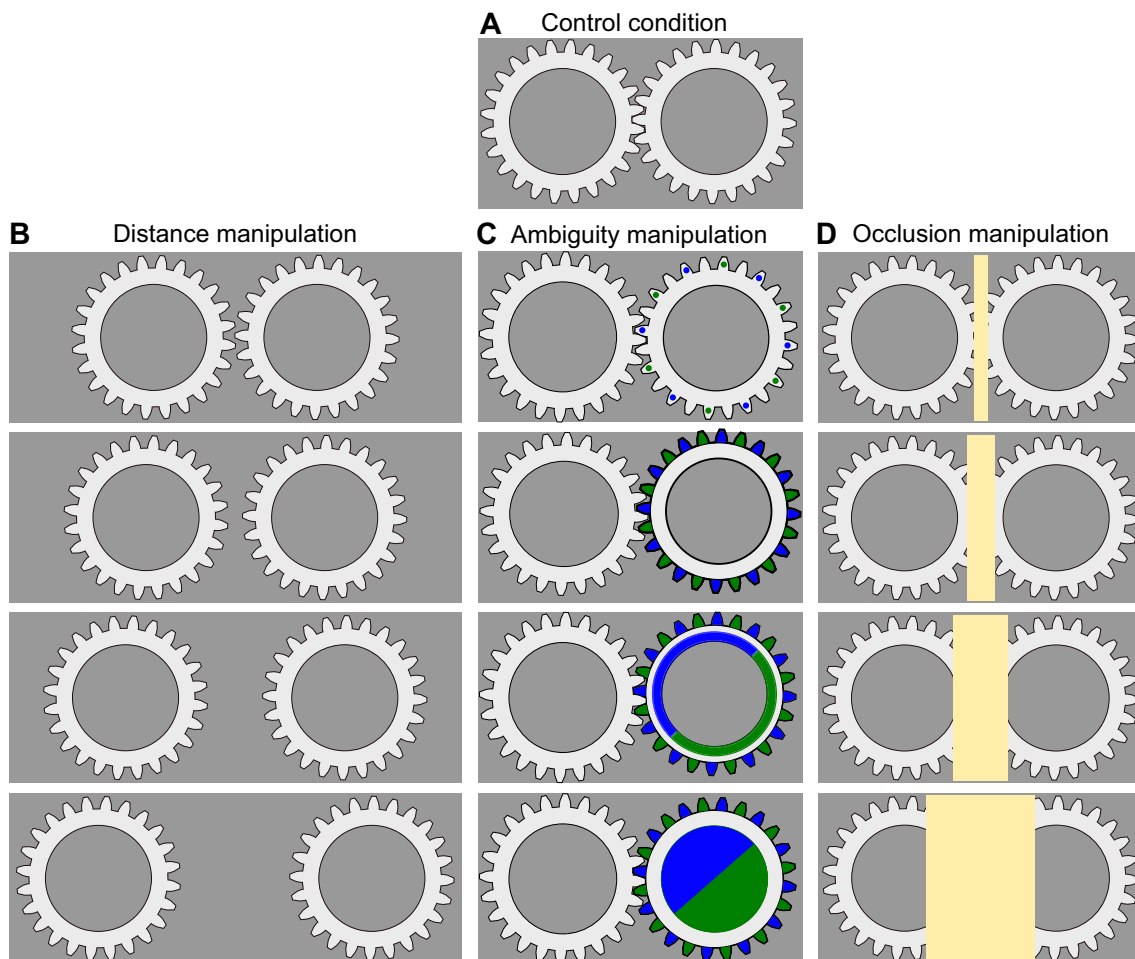 A Control condition
B Distance manipulation
C Ambiguity manipulation
D Occlusion manipulation